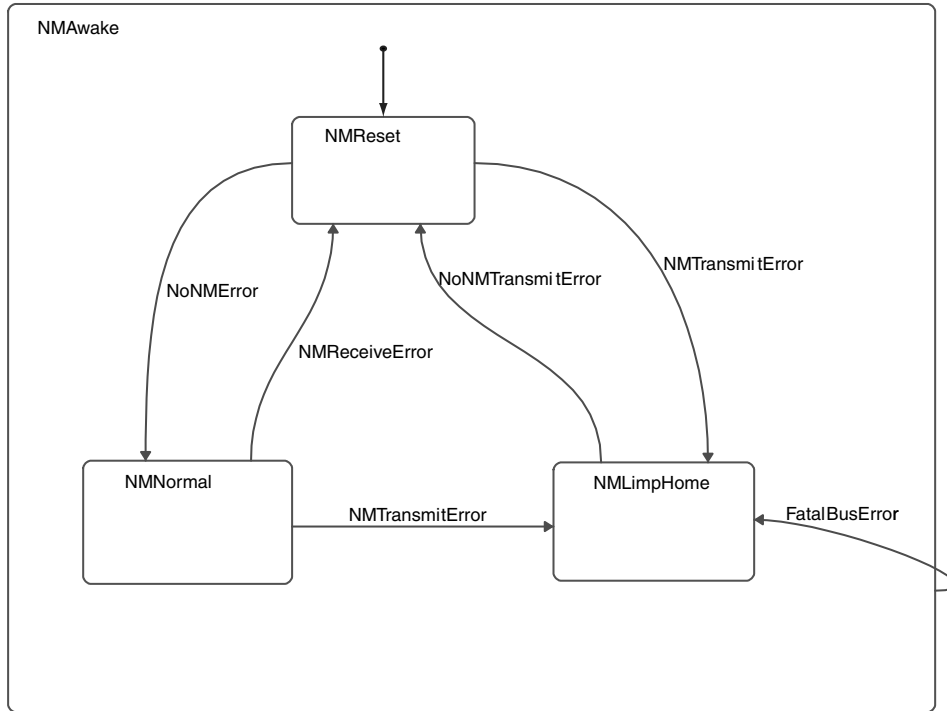 NMAwake
NMReset
NMTransmitError
NoNMTransmitError
NoNMError
NMReceiveError
NMNormal
NMLimpHome
NMTransmitError
FatalBusError